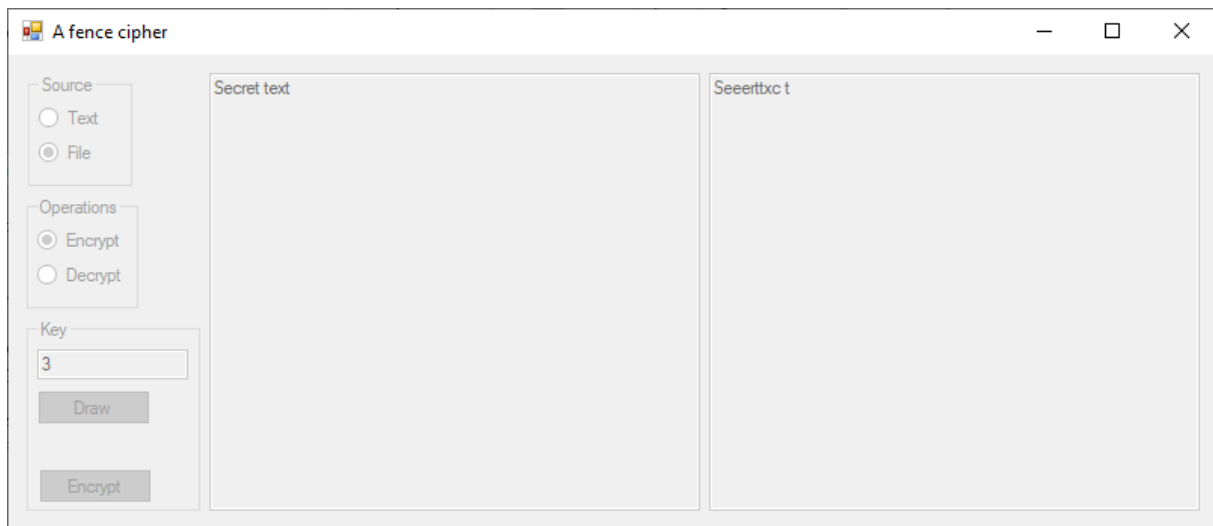 A fence cipher
Source
Text
File
Operations
Encrypt
Decrypt
Key
3
Draw
Encrypt
Secret text
Seeerttxc t